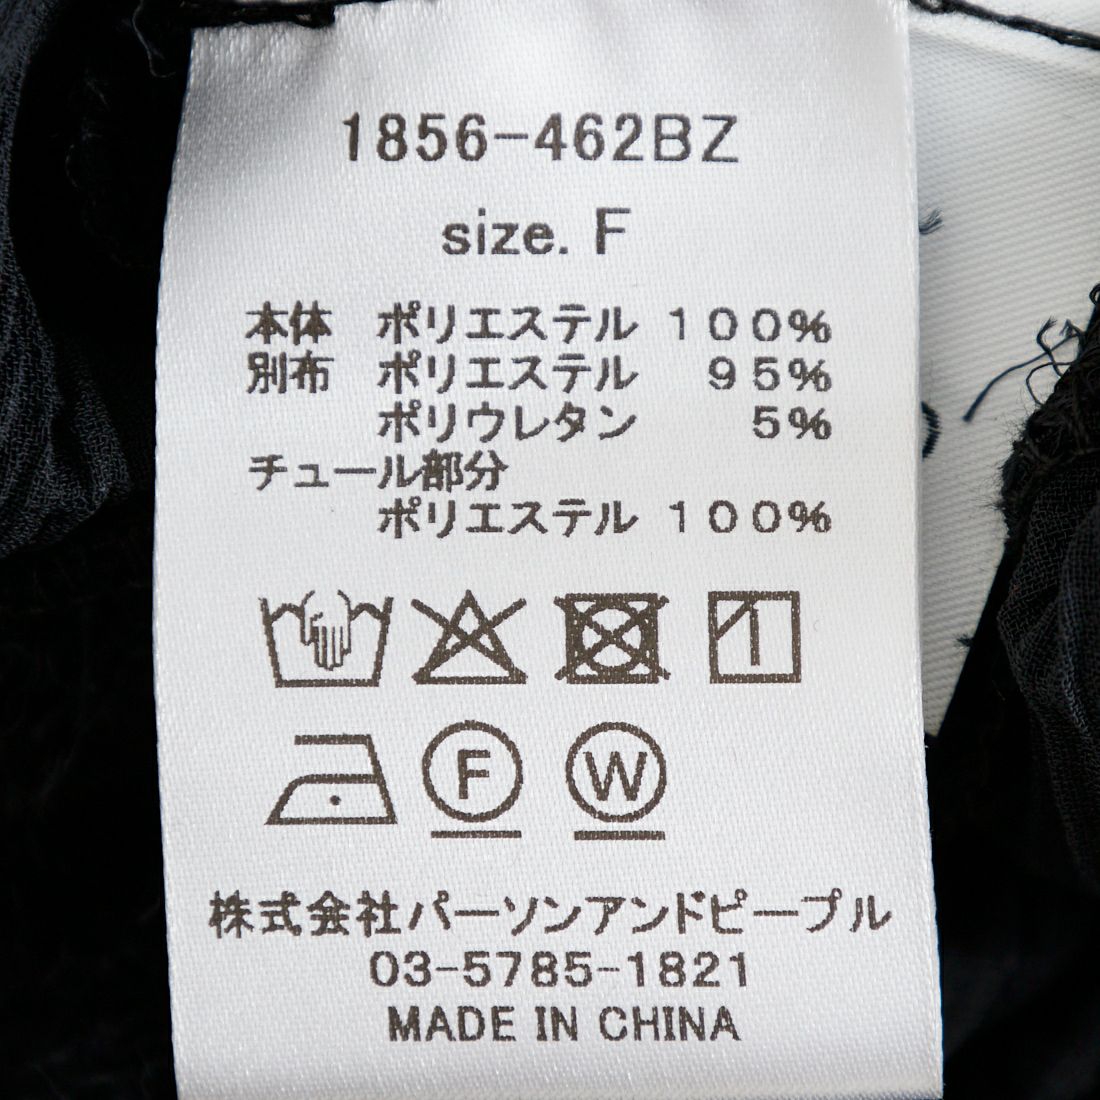 1856-462BZ
size. F
本体 ポリエステル 100%
別布 ポリエステル 95%
ポリウレタン 5%
チュール部分
ポリエステル 100%
F W
株式会社パーソンアンドピープル
03-5785-1821
MADE IN CHINA